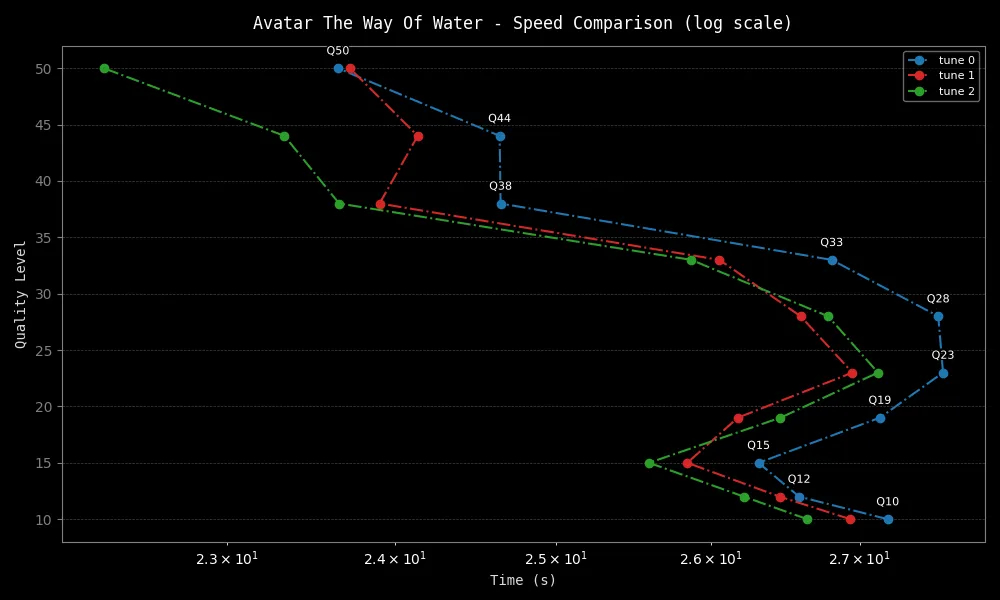 Avatar The Way Of Water - Speed Comparison (log scale)
tune 0
tune 1
tune 2
Q50
Q44
Q38
Q33
Q28
Q23
Q19
Q15
Q12
Q10
Quality Level
50
45
40
35
30
25
20
15
10
2.3 × 10¹
2.4 × 10¹
2.5 × 10¹
2.6 × 10¹
2.7 × 10¹
Time (s)